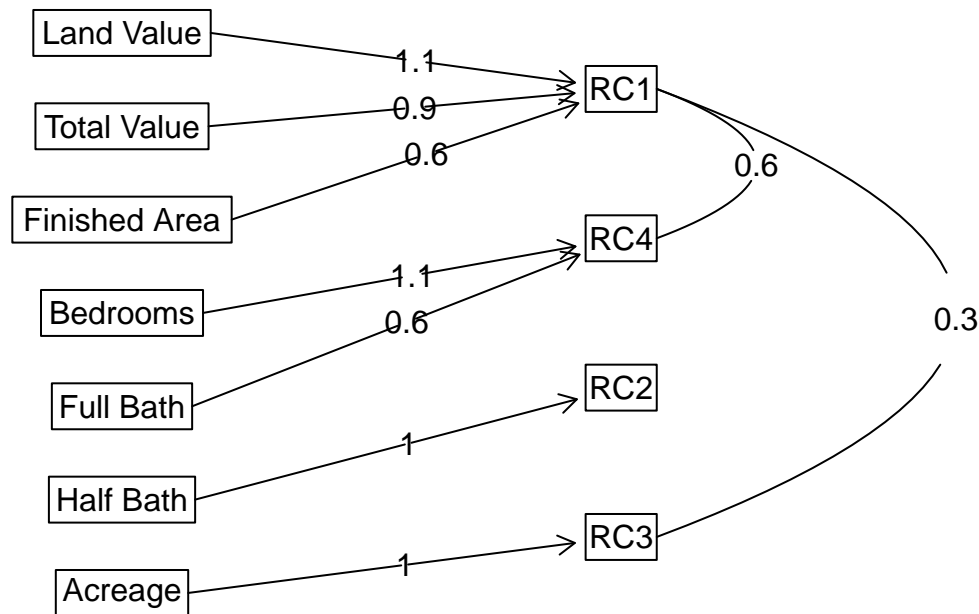 Land Value
1.1
RC1
Total Value
0.9
0.6
0.6
Finished Area
RC4
Bedrooms
1.1
0.6
0.3
Full Bath
RC2
Half Bath
1
RC3
Acreage
1